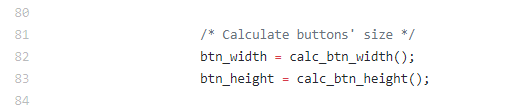 80
81 /* Calculate buttons' size */
82 btn_width = calc_btn_width();
83 btn_height = calc_btn_height();
84